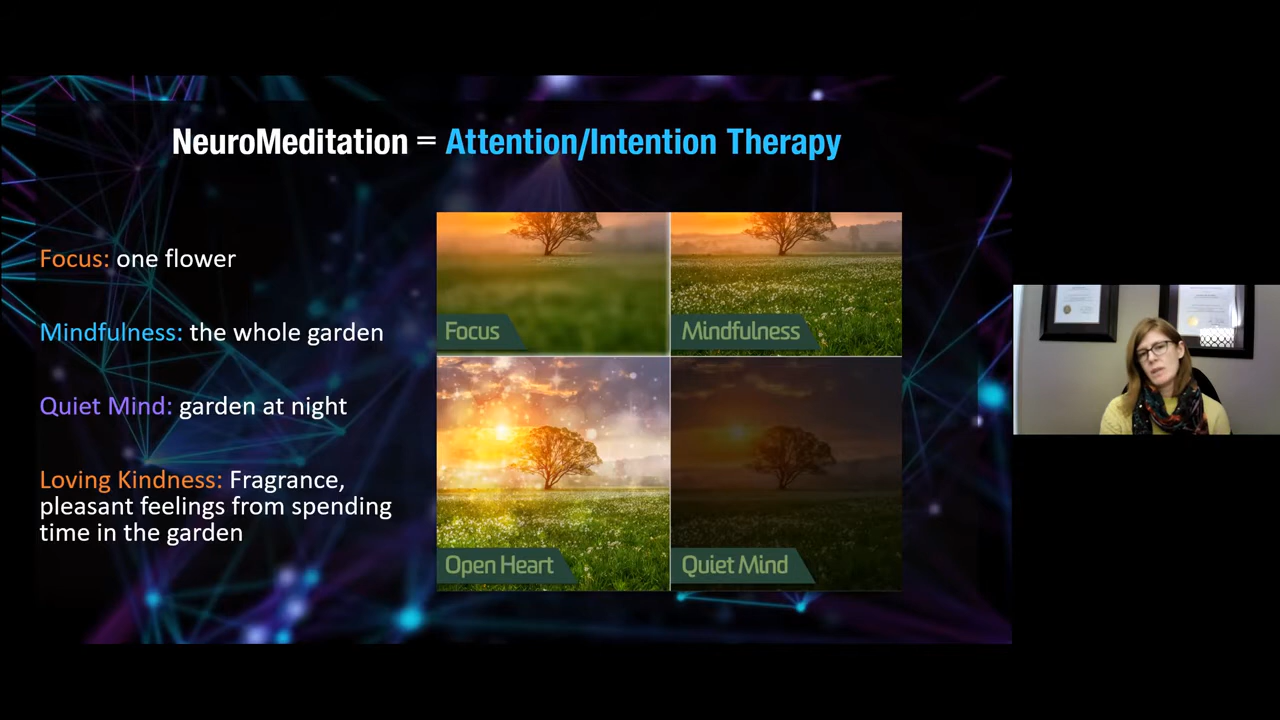 NeuroMeditation = Attention/Intention Therapy
Focus: one flower
Mindfulness: the whole garden
Quiet Mind: garden at night
Loving Kindness: Fragrance,
pleasant feelings from spending
time in the garden
Focus
Mindfulness
Open Heart
Quiet Mind